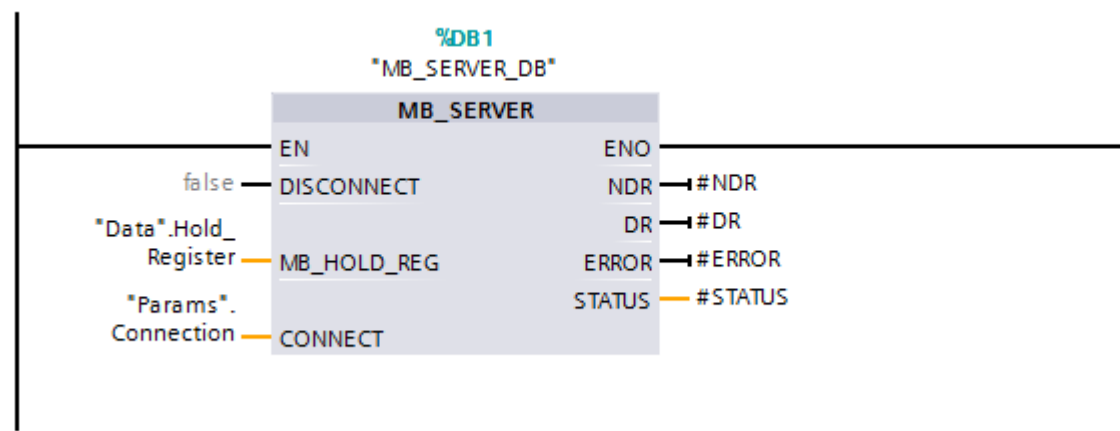 %DB1
"MB_SERVER_DB"
MB_SERVER
EN ENO
false DISCONNECT NDR #NDR
DR #DR
"Data".Hold_
Register MB_HOLD_REG ERROR #ERROR
"Params". STATUS #STATUS
Connection CONNECT